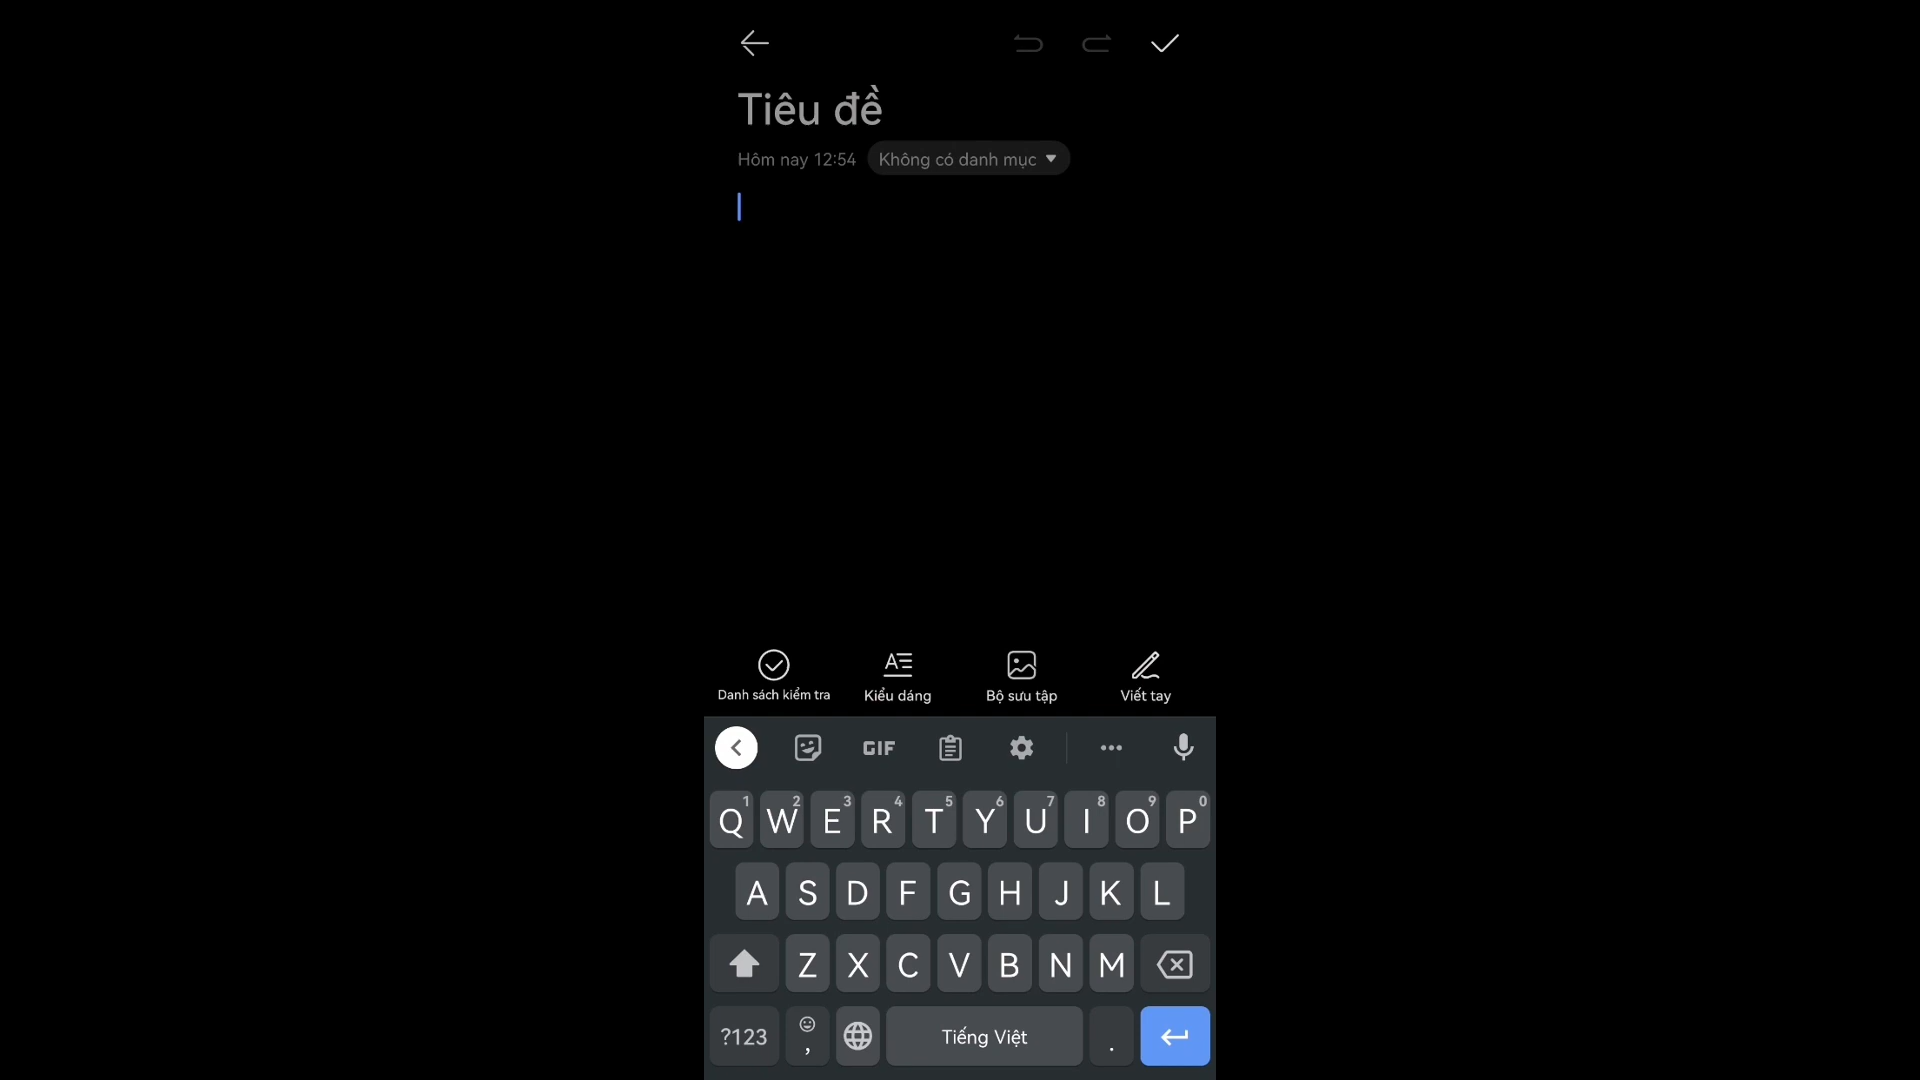 Tiêu đề
Hôm nay 12:54 Không có danh mục
Danh sách kiểm tra Kiểu dáng Bộ sưu tập Viết tay
GIF
1 2 3 4 5 6 7 8 9 0
Q W E R T Y U I O P
A S D F G H J K L
Z X C V B N M
?123 , Tiếng Việt .